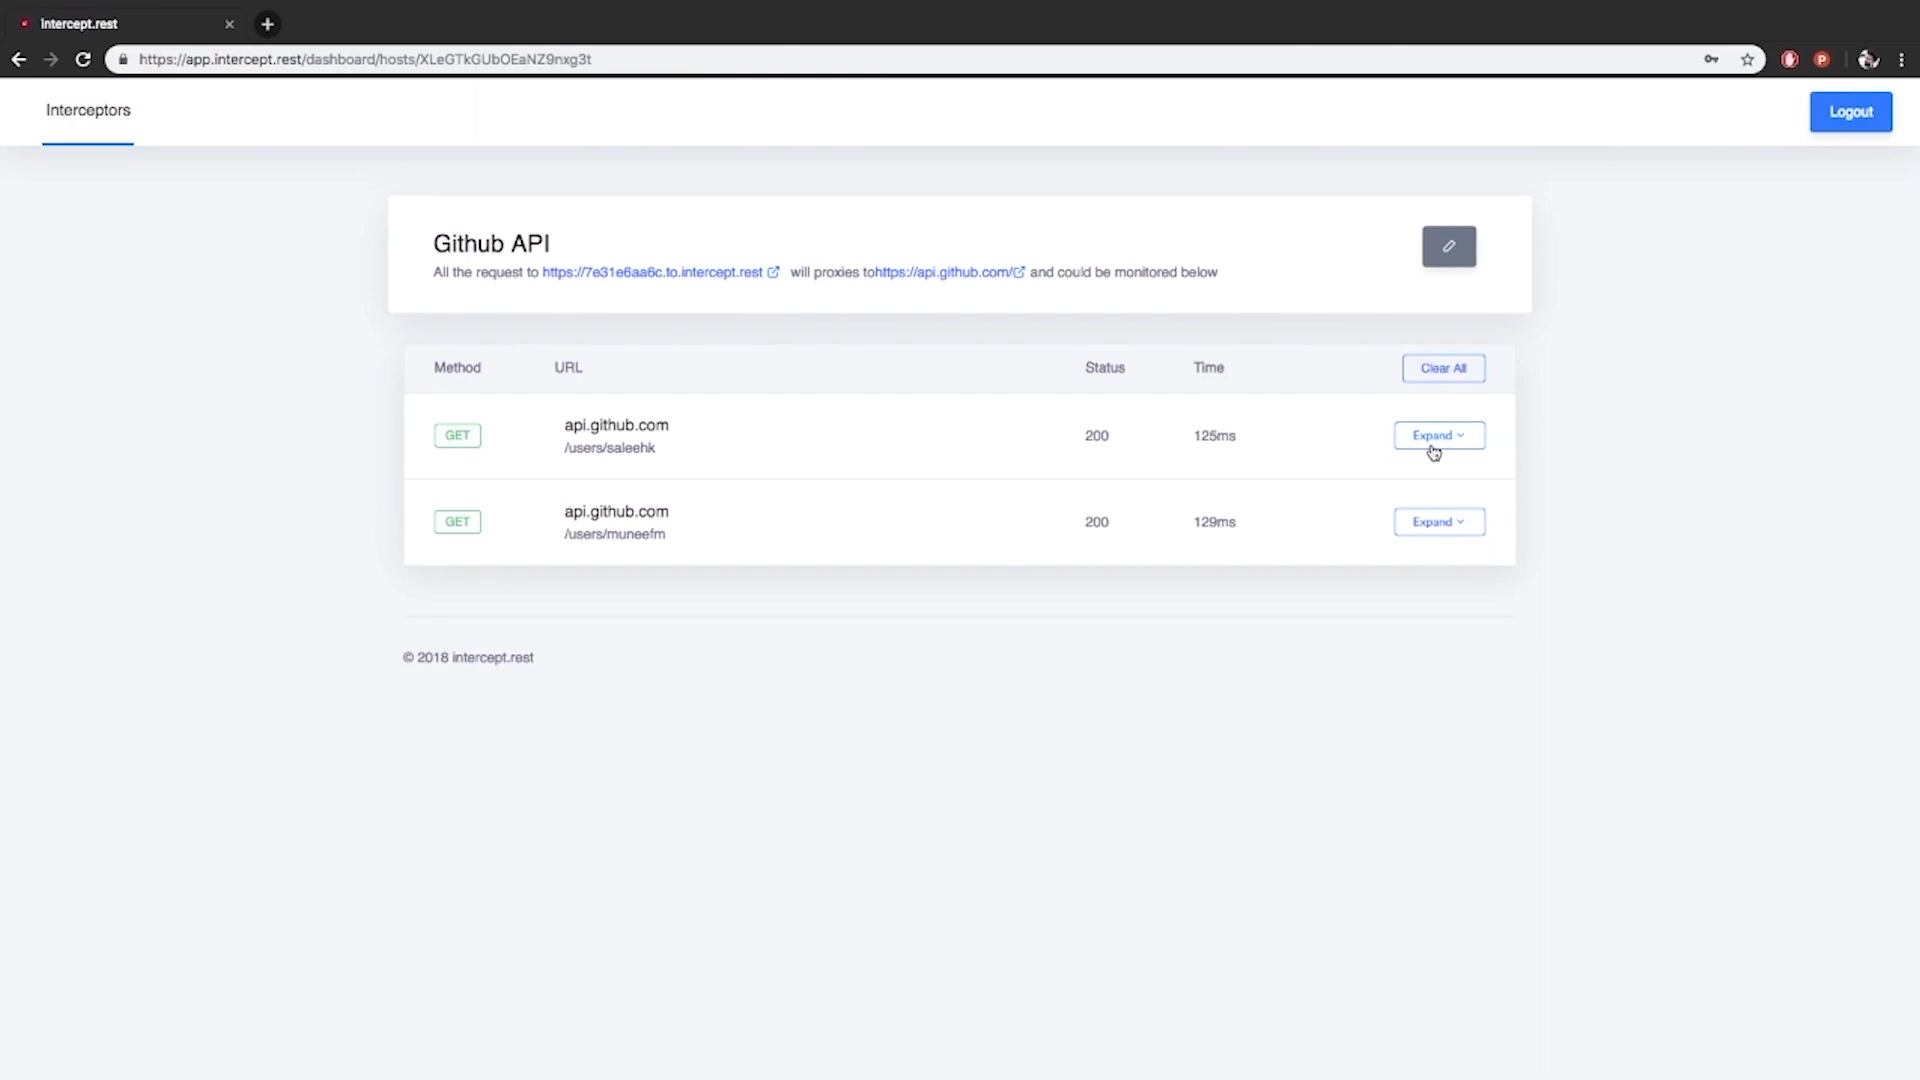 intercept.rest
https://app.intercept.rest/dashboard/hosts/XLeGTkGUbOEaNZ9nxg3t
P
Interceptors
Logout
Github API
All the request to https://7e31e6aa6c.to.intercept.rest will proxies tohttps://api.github.com/ and could be monitored below
Method URL Status Time Clear All
GET api.github.com 200 125ms Expand
/users/saleehk
GET api.github.com 200 129ms Expand
/users/muneefm
© 2018 intercept.rest